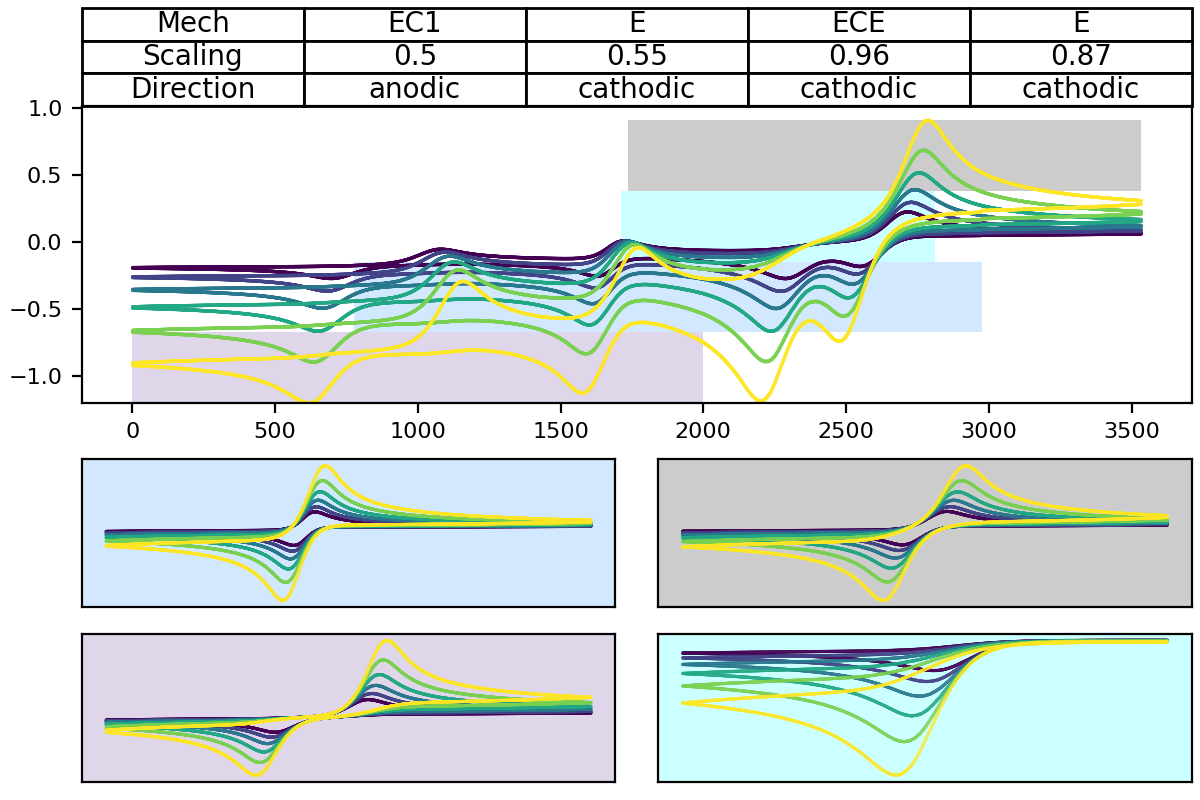 Mech EC1 E ECE E
Scaling 0.5 0.55 0.96 0.87
Direction anodic cathodic cathodic cathodic
1.0
0.5
0.0
−0.5
−1.0
0 500 1000 1500 2000 2500 3000 3500